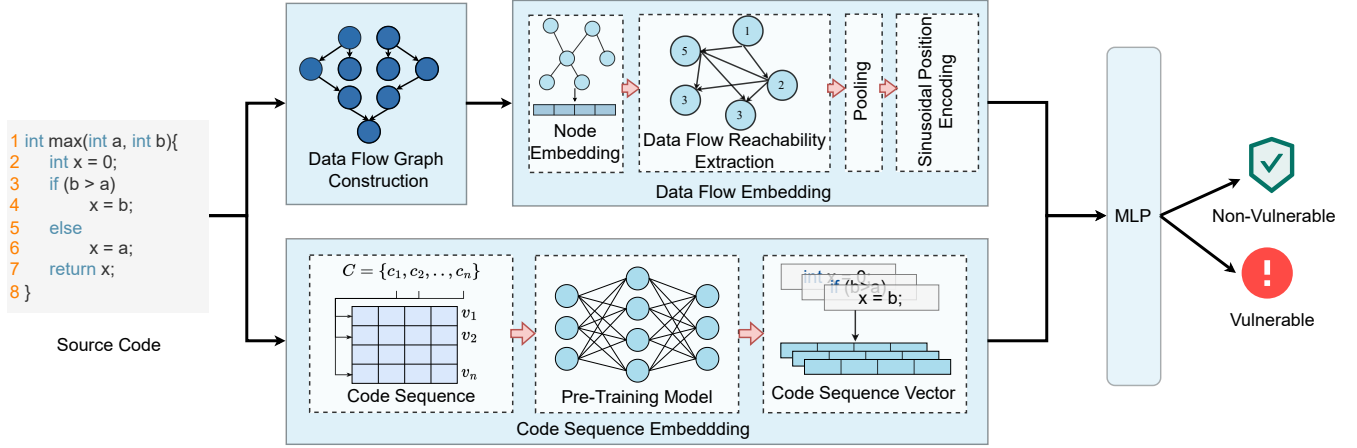 1 int max(int a, int b){
2 int x = 0;
3 if (b > a)
4 x = b;
5 else
6 x = a;
7 return x;
8 }
Source Code
Data Flow Graph
Construction
Node
Embedding
1
5
2
3
3
Data Flow Reachability
Extraction
Pooling
Sinusoidal Position
Encoding
Data Flow Embedding
C = {c₁, c₂, . ., cₙ}
v₁
v₂
vₙ
Code Sequence
Pre-Training Model
int x = 0;
if (b>a)
x = b;
Code Sequence Vector
Code Sequence Embeddding
MLP
Non-Vulnerable
Vulnerable